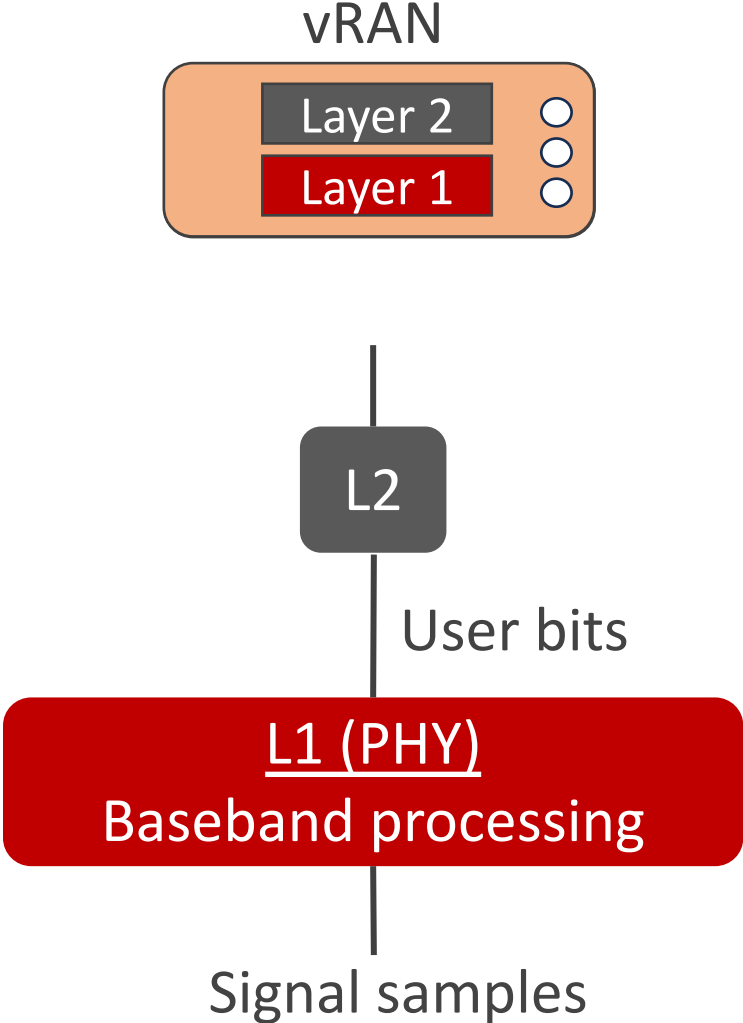 vRAN
Layer 2
Layer 1
L2
User bits
L1 (PHY)
Baseband processing
Signal samples